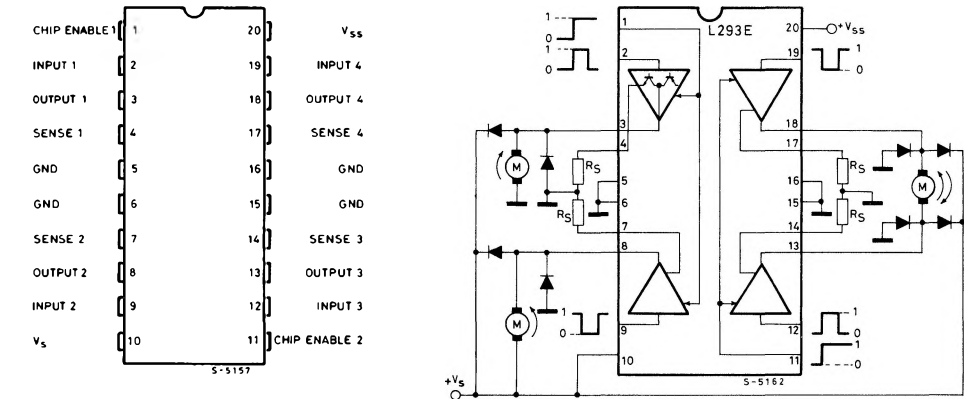 CHIP ENABLE 1 1 20 VSS
INPUT 1 2 19 INPUT 4
OUTPUT 1 3 18 OUTPUT 4
SENSE 1 4 17 SENSE 4
GND 5 16 GND
GND 6 15 GND
SENSE 2 7 14 SENSE 3
OUTPUT 2 8 13 OUTPUT 3
INPUT 2 9 12 INPUT 3
VS 10 11 CHIP ENABLE 2
S-5157
1 0 1 L293E 20 +VSS
1 0 2 19 1 0
3 18
4 17
M RS RS M
5 16
6 15
RS RS
7 14
8 13
M 1 0 9 12 1 0
10 11 1 0
S-5162
+VS